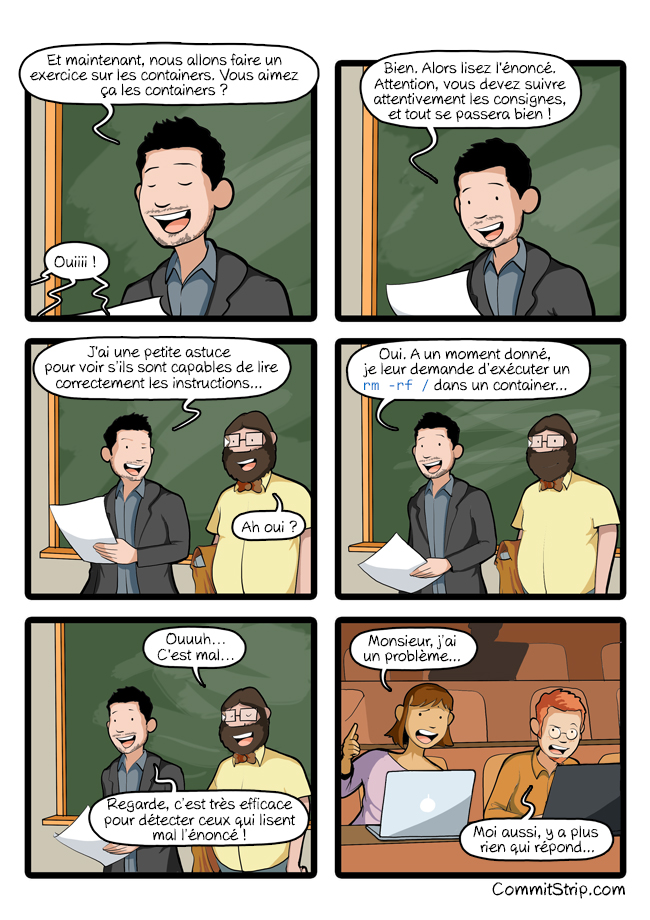 Et maintenant, nous allons faire un
exercice sur les containers. Vous aimez
ça les containers ?
Ouiiii !
Bien. Alors lisez l'énoncé.
Attention, vous devez suivre
attentivement les consignes,
et tout se passera bien !
J'ai une petite astuce
pour voir s'ils sont capables de lire
correctement les instructions...
Ah oui ?
Oui. A un moment donné,
je leur demande d'exécuter un
rm -rf / dans un container...
Ouuuh...
C'est mal...
Regarde, c'est très efficace
pour détecter ceux qui lisent
mal l'énoncé !
Monsieur, j'ai
un problème...
Moi aussi, y a plus
rien qui répond...
CommitStrip.com